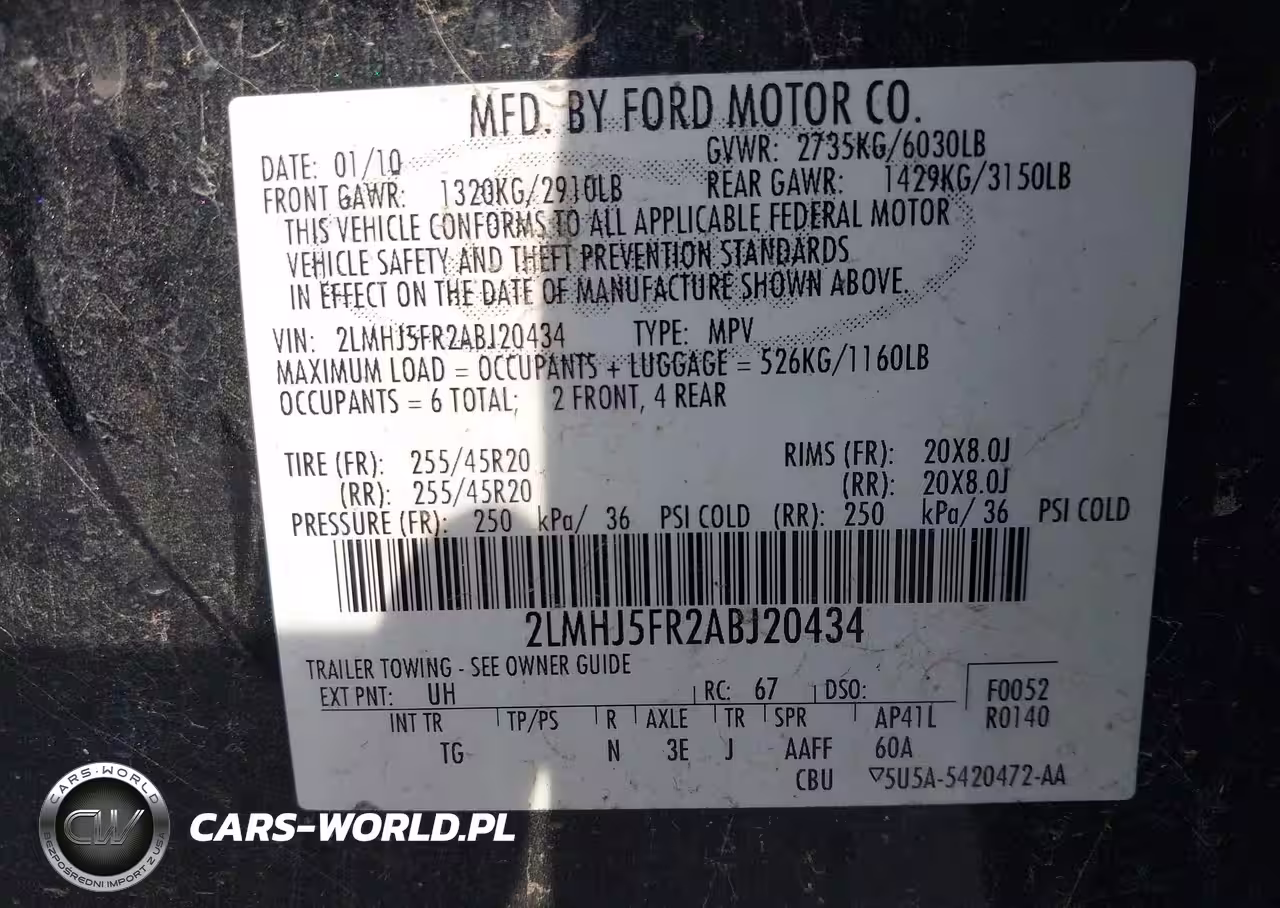 MFD. BY FORD MOTOR CO.
DATE: 01/10 GVWR: 2735KG/6030LB
FRONT GAWR: 1320KG/2910LB REAR GAWR: 1429KG/3150LB
THIS VEHICLE CONFORMS TO ALL APPLICABLE FEDERAL MOTOR
VEHICLE SAFETY AND THEFT PREVENTION STANDARDS
IN EFFECT ON THE DATE OF MANUFACTURE SHOWN ABOVE.
VIN: 2LMHJ5FR2ABJ20434 TYPE: MPV
MAXIMUM LOAD = OCCUPANTS + LUGGAGE = 526KG/1160LB
OCCUPANTS = 6 TOTAL; 2 FRONT, 4 REAR
TIRE (FR): 255/45R20 RIMS (FR): 20X8.0J
(RR): 255/45R20 (RR): 20X8.0J
PRESSURE (FR): 250 kPa/ 36 PSI COLD (RR): 250 kPa/ 36 PSI COLD
2LMHJ5FR2ABJ20434
TRAILER TOWING - SEE OWNER GUIDE
EXT PNT: UH RC: 67 DSO: F0052
INT TR TP/PS R AXLE TR SPR AP41L R0140
TG N 3E J AAFF 60A
CBU ▽5U5A-5420472-AA
CARS-WORLD
CW
BEZPOŚREDNI IMPORT Z USA
CARS-WORLD.PL